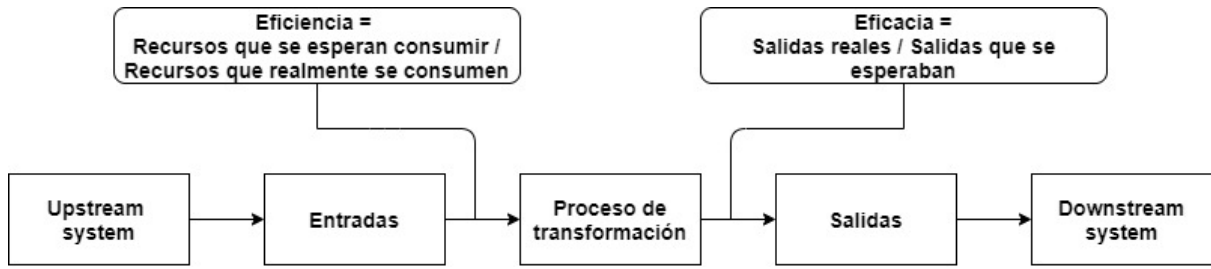 Eficiencia =
Recursos que se esperan consumir /
Recursos que realmente se consumen
Eficacia =
Salidas reales / Salidas que se
esperaban
Upstream
system
Entradas
Proceso de
transformación
Salidas
Downstream
system